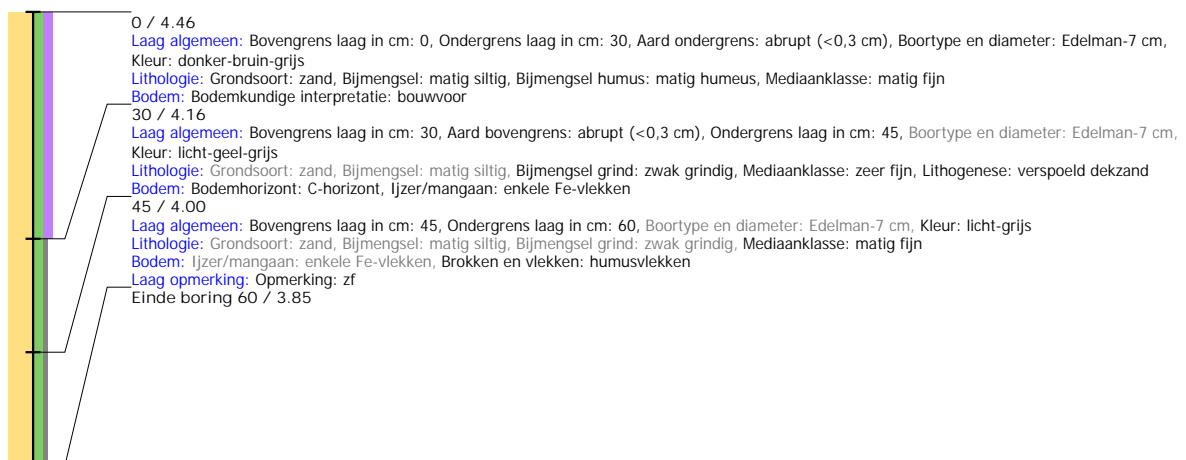 0 / 4.46
Laag algemeen: Bovengrens laag in cm: 0, Ondergrens laag in cm: 30, Aard ondergrens: abrupt (<0,3 cm), Boortype en diameter: Edelman-7 cm,
Kleur: donker-bruin-grijs
Lithologie: Grondsoort: zand, Bijmengsel: matig siltig, Bijmengsel humus: matig humeus, Mediaanklasse: matig fijn
Bodem: Bodemkundige interpretatie: bouwvoor
30 / 4.16
Laag algemeen: Bovengrens laag in cm: 30, Aard bovengrens: abrupt (<0,3 cm), Ondergrens laag in cm: 45, Boortype en diameter: Edelman-7 cm,
Kleur: licht-geel-grijs
Lithologie: Grondsoort: zand, Bijmengsel: matig siltig, Bijmengsel grind: zwak grindig, Mediaanklasse: zeer fijn, Lithogenese: verspoeld dekzand
Bodem: Bodemhorizont: C-horizont, Ijzer/mangaan: enkele Fe-vlekken
45 / 4.00
Laag algemeen: Bovengrens laag in cm: 45, Ondergrens laag in cm: 60, Boortype en diameter: Edelman-7 cm, Kleur: licht-grijs
Lithologie: Grondsoort: zand, Bijmengsel: matig siltig, Bijmengsel grind: zwak grindig, Mediaanklasse: matig fijn
Bodem: Ijzer/mangaan: enkele Fe-vlekken, Brokken en vlekken: humusvlekken
Laag opmerking: Opmerking: zf
Einde boring 60 / 3.85